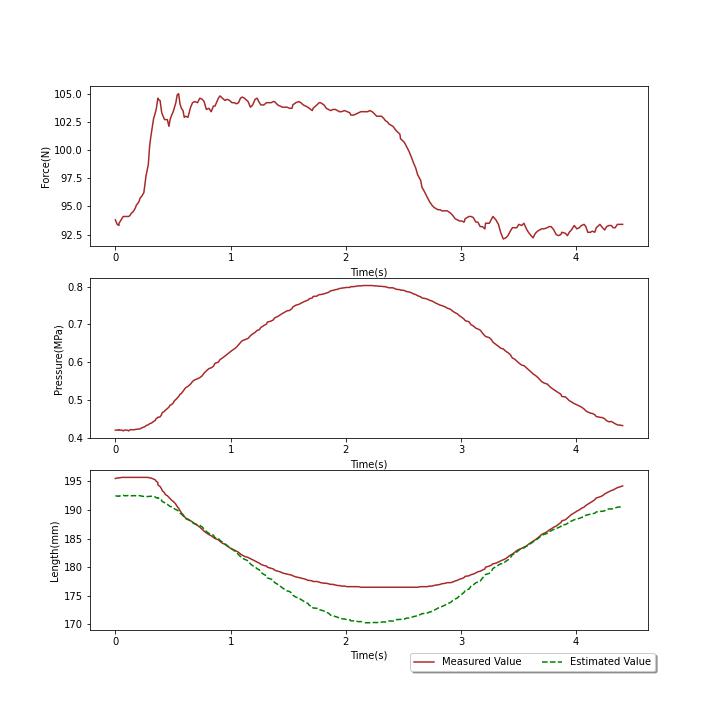 105.0
102.5
100.0
97.5
95.0
92.5
Force(N)
0 1 2 3 4
Time(s)
0.8
0.7
0.6
0.5
0.4
Pressure(MPa)
0 1 2 3 4
Time(s)
195
190
185
180
175
170
Length(mm)
0 1 2 3 4
Time(s)
Measured Value Estimated Value